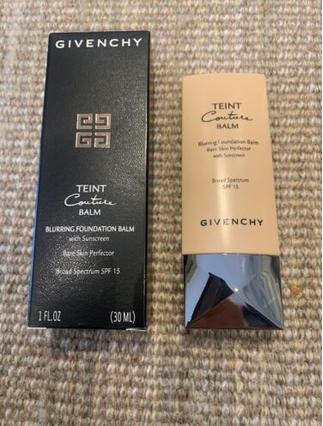 GIVENCHY
TEINT
Couture
BALM
BLURRING FOUNDATION BALM
with Sunscreen
Bare Skin Perfector
Broad Spectrum SPF 15
1 FL.OZ (30 ML)
TEINT
Couture
BALM
Blurring Foundation Balm
Bare Skin Perfector
with Sunscreen
Broad Spectrum
SPF 15
GIVENCHY